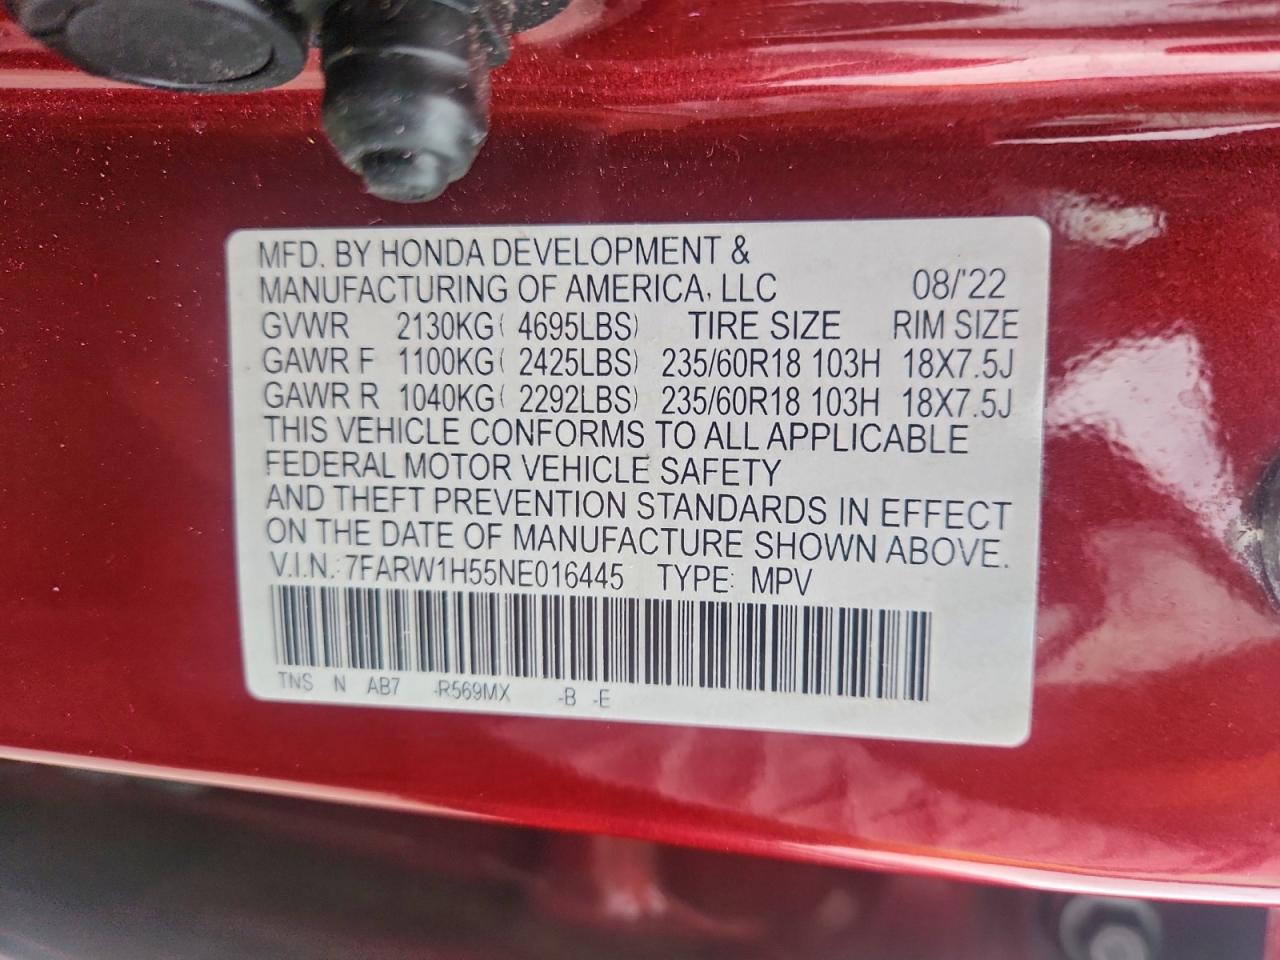 MFD. BY HONDA DEVELOPMENT &
MANUFACTURING OF AMERICA, LLC 08/'22
GVWR 2130KG( 4695LBS) TIRE SIZE RIM SIZE
GAWR F 1100KG( 2425LBS) 235/60R18 103H 18X7.5J
GAWR R 1040KG( 2292LBS) 235/60R18 103H 18X7.5J
THIS VEHICLE CONFORMS TO ALL APPLICABLE
FEDERAL MOTOR VEHICLE SAFETY
AND THEFT PREVENTION STANDARDS IN EFFECT
ON THE DATE OF MANUFACTURE SHOWN ABOVE.
V.I.N.: 7FARW1H55NE016445 TYPE: MPV
TNS N AB7 -R569MX -B -E